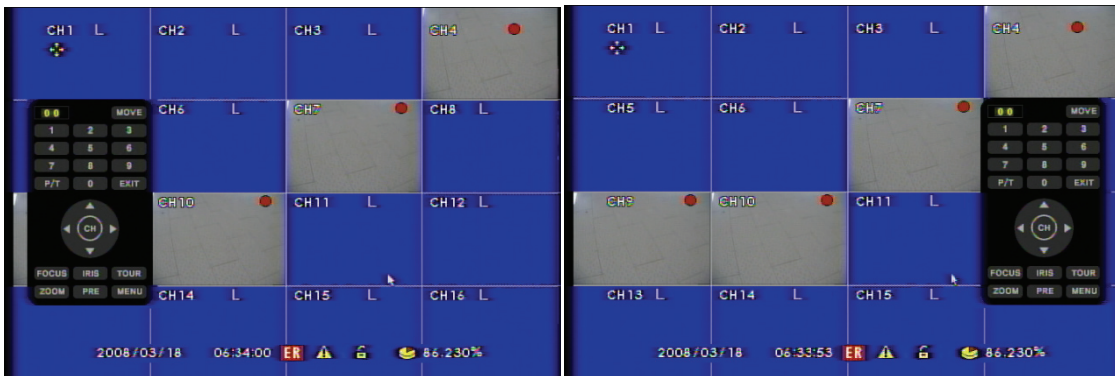 CH1 L
CH2 L
CH3 L
CH4
00 MOVE
1 2 3
4 5 6
7 8 9
P/T 0 EXIT
CH
FOCUS IRIS TOUR
ZOOM PRE MENU
CH6 L
CH7
CH8 L
CH10
CH11 L
CH12 L
CH14 L
CH15 L
CH16 L
2008/03/18 06:34:00 ER 86.230%
CH1 L
CH2 L
CH3 L
CH4
CH5 L
CH6 L
CH7
00 MOVE
1 2 3
4 5 6
7 8 9
P/T 0 EXIT
CH
FOCUS IRIS TOUR
ZOOM PRE MENU
CH9
CH10
CH11 L
CH13 L
CH14 L
CH15 L
2008/03/18 06:33:53 ER 86.230%